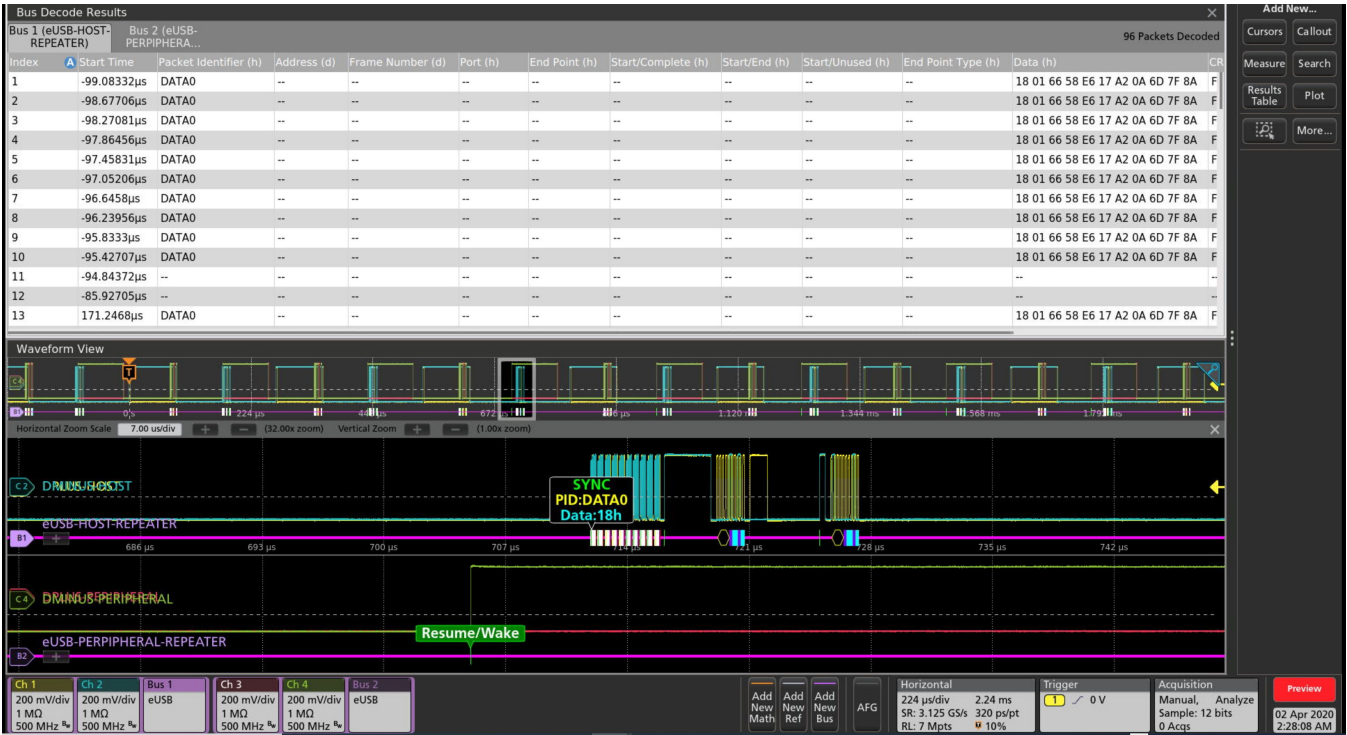 Bus Decode Results
Bus 1 (eUSB-HOST-REPEATER) Bus 2 (eUSB-PERPIPHERA...
96 Packets Decoded
Index Start Time Packet Identifier (h) Address (d) Frame Number (d) Port (h) End Point (h) Start/Complete (h) Start/End (h) Start/Unused (h) End Point Type (h) Data (h) CR
1 -99.08332µs DATA0 -- -- -- -- -- -- -- -- 18 01 66 58 E6 17 A2 0A 6D 7F 8A F
2 -98.67706µs DATA0 -- -- -- -- -- -- -- -- 18 01 66 58 E6 17 A2 0A 6D 7F 8A F
3 -98.27081µs DATA0 -- -- -- -- -- -- -- -- 18 01 66 58 E6 17 A2 0A 6D 7F 8A F
4 -97.86456µs DATA0 -- -- -- -- -- -- -- -- 18 01 66 58 E6 17 A2 0A 6D 7F 8A F
5 -97.45831µs DATA0 -- -- -- -- -- -- -- -- 18 01 66 58 E6 17 A2 0A 6D 7F 8A F
6 -97.05206µs DATA0 -- -- -- -- -- -- -- -- 18 01 66 58 E6 17 A2 0A 6D 7F 8A F
7 -96.6458µs DATA0 -- -- -- -- -- -- -- -- 18 01 66 58 E6 17 A2 0A 6D 7F 8A F
8 -96.23956µs DATA0 -- -- -- -- -- -- -- -- 18 01 66 58 E6 17 A2 0A 6D 7F 8A F
9 -95.8333µs DATA0 -- -- -- -- -- -- -- -- 18 01 66 58 E6 17 A2 0A 6D 7F 8A F
10 -95.42707µs DATA0 -- -- -- -- -- -- -- -- 18 01 66 58 E6 17 A2 0A 6D 7F 8A F
11 -94.84372µs -- -- -- -- -- -- -- -- -- -- --
12 -85.92705µs -- -- -- -- -- -- -- -- -- -- --
13 171.2468µs DATA0 -- -- -- -- -- -- -- -- 18 01 66 58 E6 17 A2 0A 6D 7F 8A F
Add New...
Cursors Callout
Measure Search
Results Table Plot
More...
Waveform View
T
0 s 224 µs 672 1.120 1.344 ms 1.568 ms
Horizontal Zoom Scale 7.00 us/div + — (32.00x zoom) Vertical Zoom + — (1.00x zoom)
C2
SYNC
PID:DATA0
Data:18h
eUSB-HOST-REPEATER
B1
686 µs 693 µs 700 µs 707 µs 714 µs 721 µs 728 µs 735 µs 742 µs
C4 DMINUS-PERIPHERAL
Resume/Wake
eUSB-PERPIPHERAL-REPEATER
B2
Ch 1
200 mV/div
1 MΩ
500 MHz Bw
Ch 2
200 mV/div
1 MΩ
500 MHz Bw
Bus 1
eUSB
Ch 3
200 mV/div
1 MΩ
500 MHz Bw
Ch 4
200 mV/div
1 MΩ
500 MHz Bw
Bus 2
eUSB
Add New Math
Add New Ref
Add New Bus
AFG
Horizontal
224 µs/div 2.24 ms
SR: 3.125 GS/s 320 ps/pt
RL: 7 Mpts 10%
Trigger
1 0 V
Acquisition
Manual, Analyze
Sample: 12 bits
0 Acqs
Preview
02 Apr 2020
2:28:08 AM